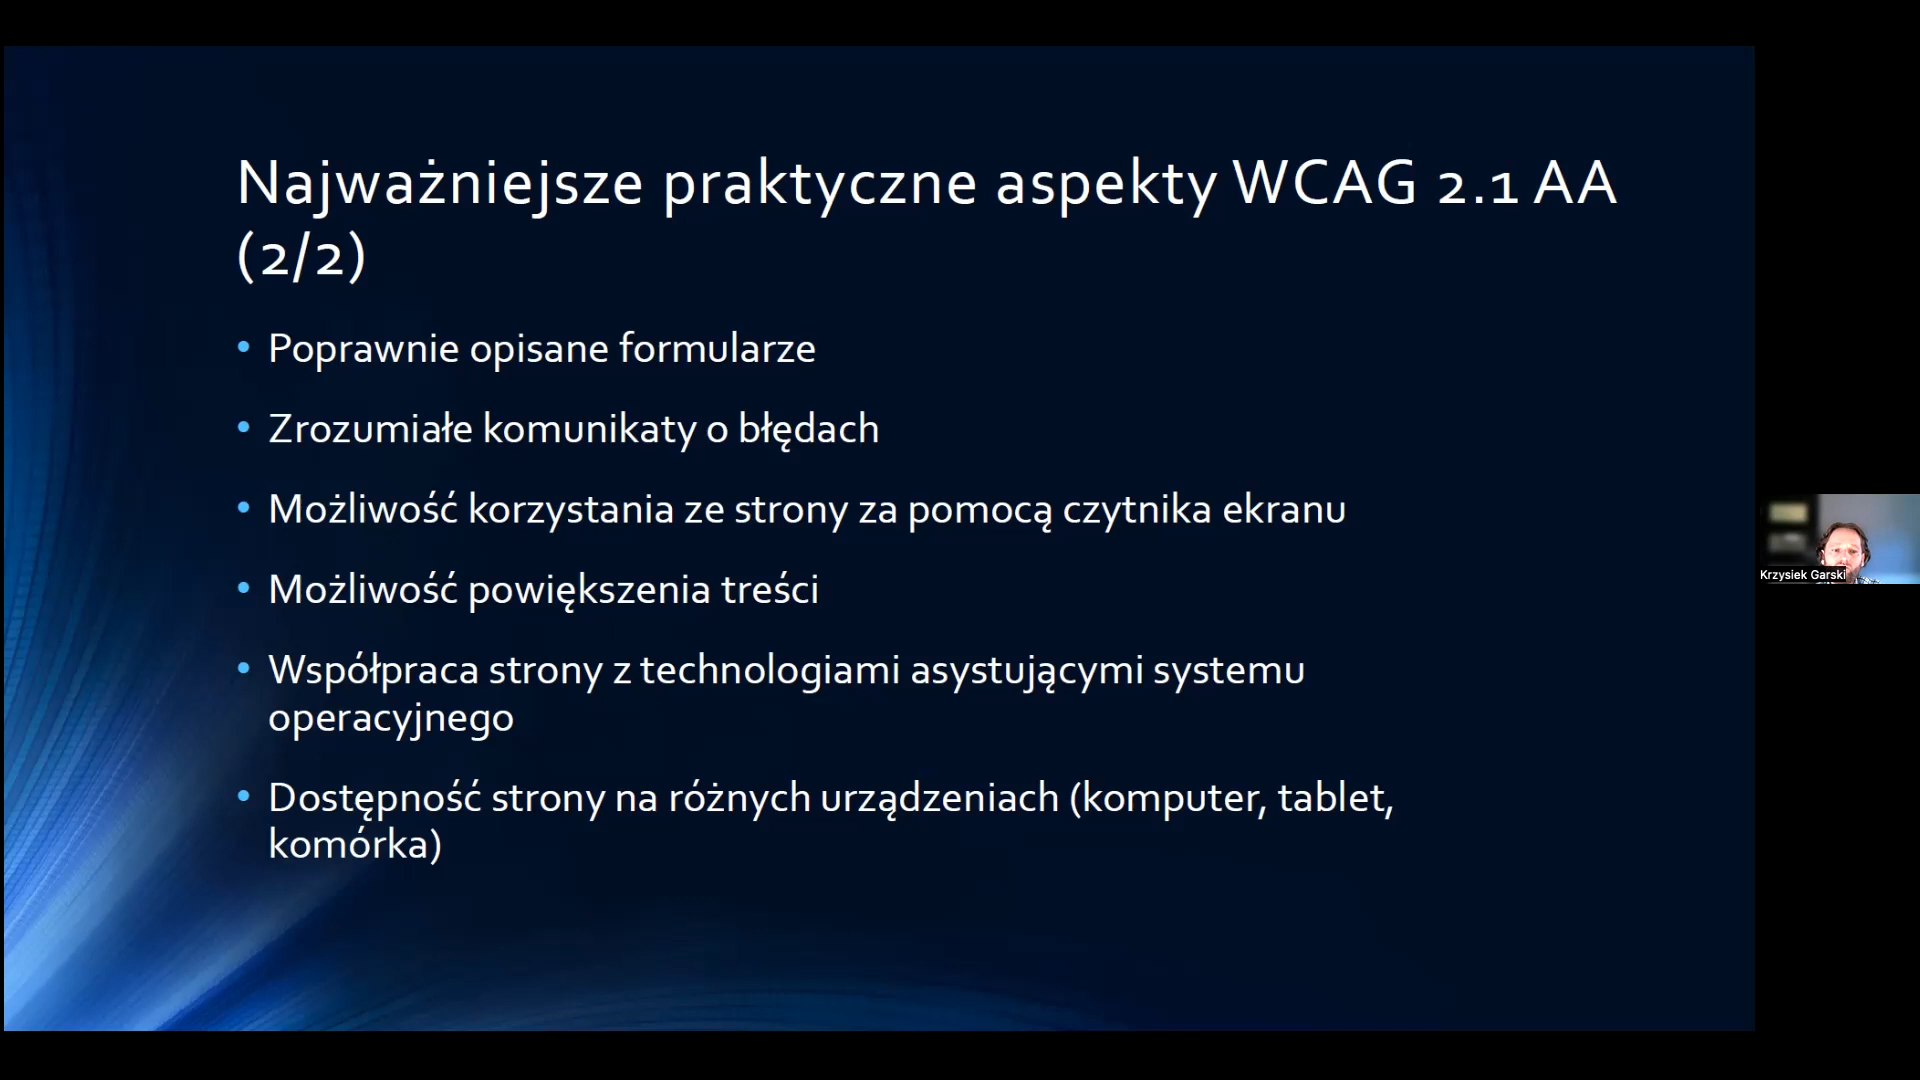 Najważniejsze praktyczne aspekty WCAG 2.1 AA
(2/2)
• Poprawnie opisane formularze
• Zrozumiałe komunikaty o błędach
• Możliwość korzystania ze strony za pomocą czytnika ekranu
• Możliwość powiększenia treści
• Współpraca strony z technologiami asystującymi systemu
operacyjnego
• Dostępność strony na różnych urządzeniach (komputer, tablet,
komórka)
Krzysiek Garski